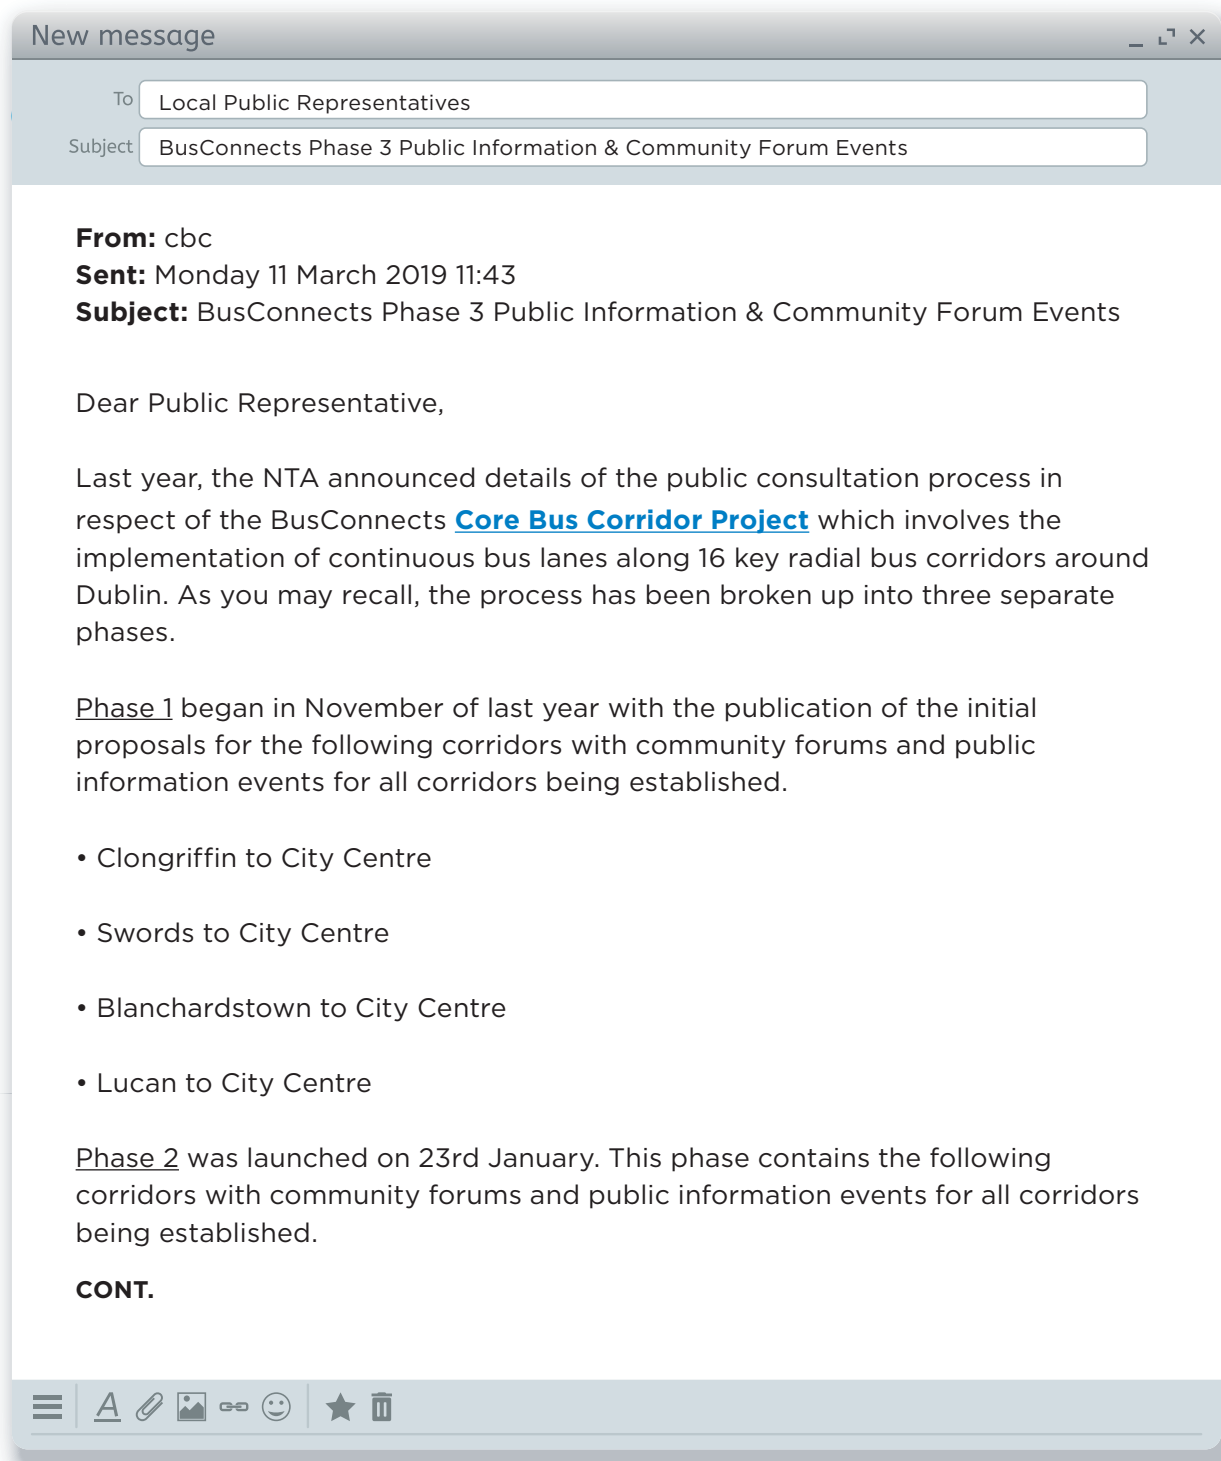 New message
To Local Public Representatives
Subject BusConnects Phase 3 Public Information & Community Forum Events
From: cbc
Sent: Monday 11 March 2019 11:43
Subject: BusConnects Phase 3 Public Information & Community Forum Events
Dear Public Representative,
Last year, the NTA announced details of the public consultation process in
respect of the BusConnects Core Bus Corridor Project which involves the
implementation of continuous bus lanes along 16 key radial bus corridors around
Dublin. As you may recall, the process has been broken up into three separate
phases.
Phase 1 began in November of last year with the publication of the initial
proposals for the following corridors with community forums and public
information events for all corridors being established.
• Clongriffin to City Centre
• Swords to City Centre
• Blanchardstown to City Centre
• Lucan to City Centre
Phase 2 was launched on 23rd January. This phase contains the following
corridors with community forums and public information events for all corridors
being established.
CONT.